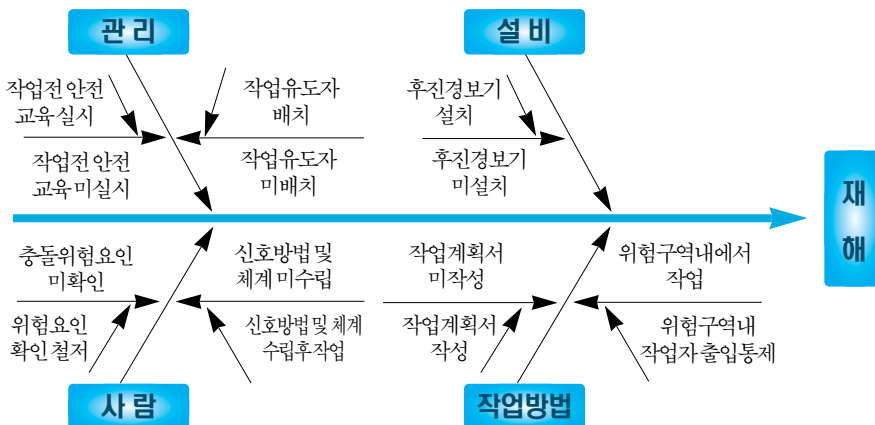 관리
설비
작업전 안전
교육 실시
작업유도자
배치
후진경보기
설치
작업전 안전
교육 미실시
작업유도자
미배치
후진경보기
미설치
재
해
충돌위험요인
미확인
신호방법 및
체계 미수립
작업계획서
미작성
위험구역내에서
작업
위험요인
확인 철저
신호방법 및 체계
수립후 작업
작업계획서
작성
위험구역내
작업자 출입통제
사람
작업방법